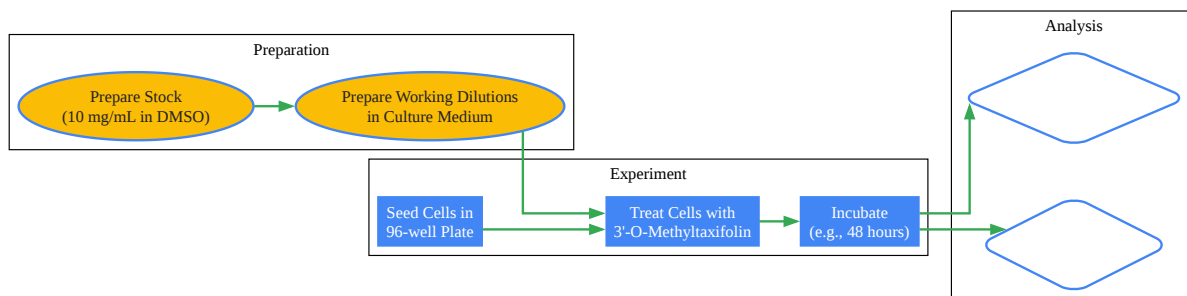 Preparation
Prepare Stock
(10 mg/mL in DMSO)
Prepare Working Dilutions
in Culture Medium
Experiment
Seed Cells in
96-well Plate
Treat Cells with
3'-O-Methyltaxifolin
Incubate
(e.g., 48 hours)
Analysis